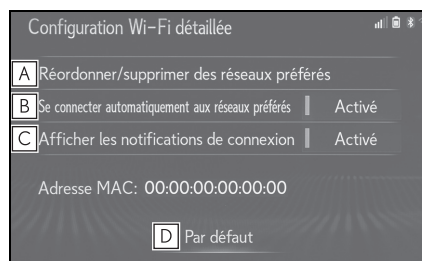 Configuration Wi-Fi détaillée
A Réordonner/supprimer des réseaux préférés
B Se connecter automatiquement aux réseaux préférés Activé
C Afficher les notifications de connexion Activé
Adresse MAC: 00:00:00:00:00:00
D Par défaut